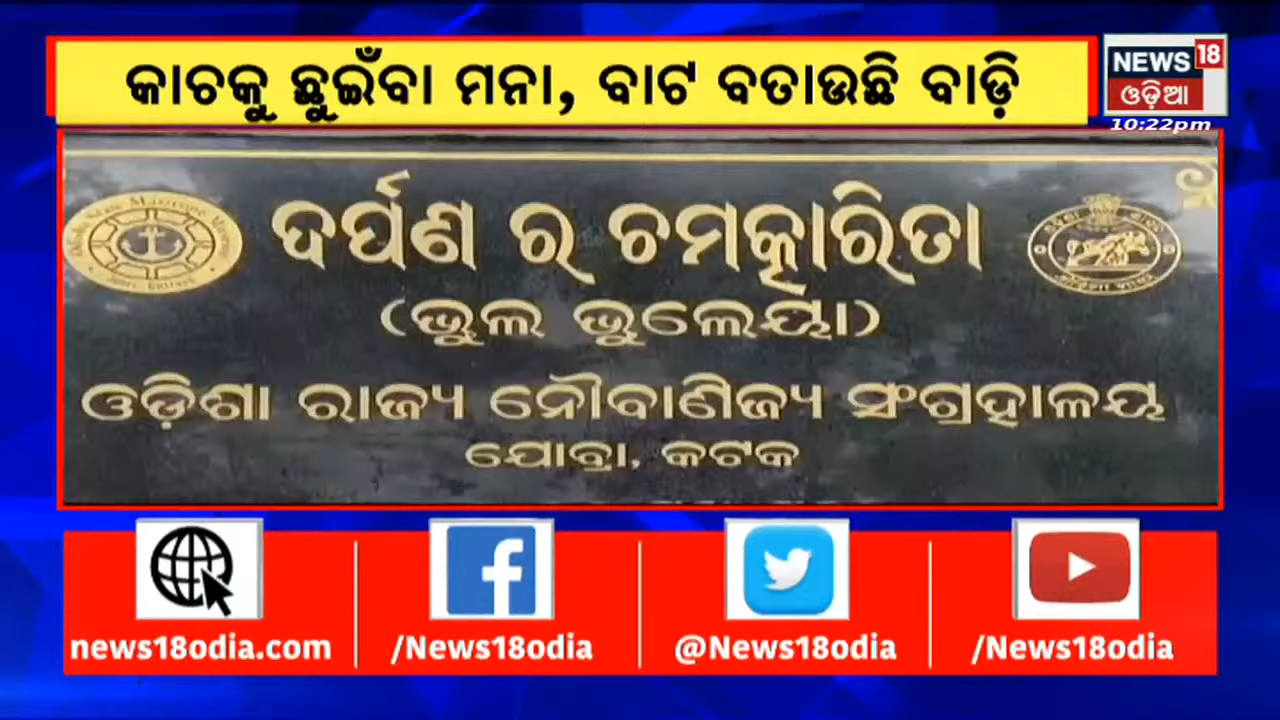 କାଚକୁ ଛୁଇଁବା ମନା, ବାଟ ବତାଉଛି ବାଡ଼ି
NEWS 18
ଓଡ଼ିଆ
10:22pm
ଦର୍ପଣ ର ଚମତ୍କାରିତା
(ଭୁଲ ଭୁଲେୟା)
ଓଡ଼ିଶା ରାଜ୍ୟ ନୌବାଣିଜ୍ୟ ସଂଗ୍ରହାଳୟ
ଯୋବ୍ରା, କଟକ
news18odia.com
/News18odia
@News18odia
/News18odia